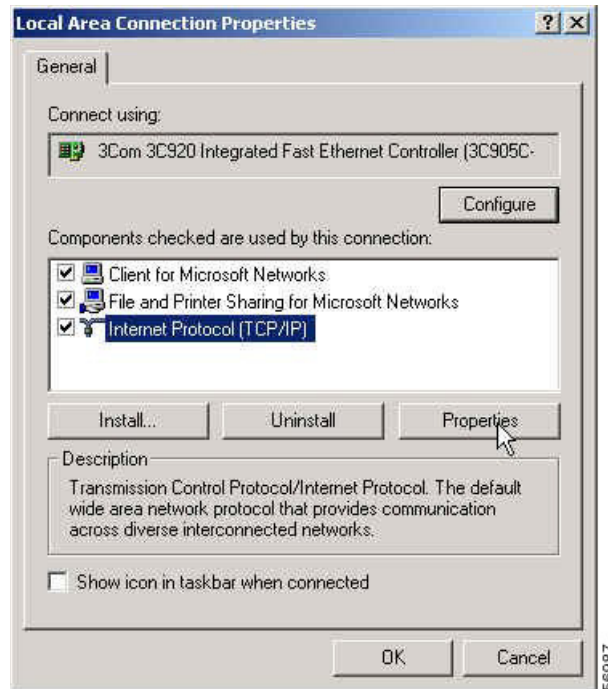 Local Area Connection Properties
General
Connect using:
3Com 3C920 Integrated Fast Ethernet Controller (3C905C-
Configure
Components checked are used by this connection:
Client for Microsoft Networks
File and Printer Sharing for Microsoft Networks
Internet Protocol (TCP/IP)
Install...
Uninstall
Properties
Description
Transmission Control Protocol/Internet Protocol. The default
wide area network protocol that provides communication
across diverse interconnected networks.
Show icon in taskbar when connected
OK
Cancel